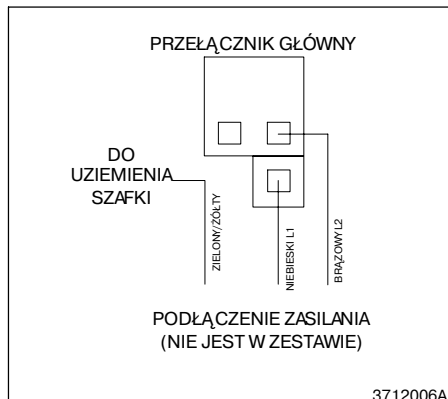 PRZEŁĄCZNIK GŁÓWNY
DO
UZIEMIENIA
SZAFKI
ZIELONY/ŻÓŁTY
NIEBIESKI L1
BRĄZOWY L2
PODŁĄCZENIE ZASILANIA
(NIE JEST W ZESTAWIE)
3712006A